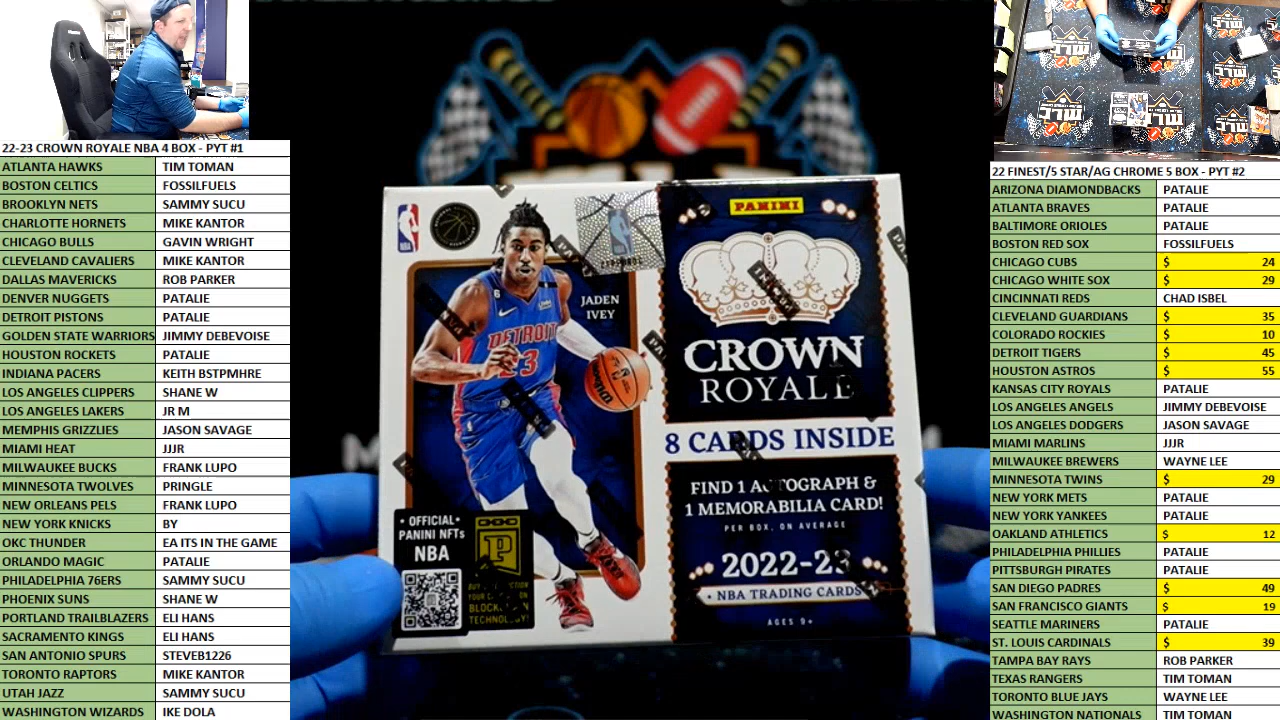 22-23 CROWN ROYALE NBA 4 BOX - PYT #1
ATLANTA HAWKS TIM TOMAN
BOSTON CELTICS FOSSILFUELS
BROOKLYN NETS SAMMY SUCU
CHARLOTTE HORNETS MIKE KANTOR
CHICAGO BULLS GAVIN WRIGHT
CLEVELAND CAVALIERS MIKE KANTOR
DALLAS MAVERICKS ROB PARKER
DENVER NUGGETS PATALIE
DETROIT PISTONS PATALIE
GOLDEN STATE WARRIORS JIMMY DEBEVOISE
HOUSTON ROCKETS PATALIE
INDIANA PACERS KEITH BSTPMHRE
LOS ANGELES CLIPPERS SHANE W
LOS ANGELES LAKERS JR M
MEMPHIS GRIZZLIES JASON SAVAGE
MIAMI HEAT JJJR
MILWAUKEE BUCKS FRANK LUPO
MINNESOTA TWOLVES PRINGLE
NEW ORLEANS PELS FRANK LUPO
NEW YORK KNICKS BY
OKC THUNDER EA ITS IN THE GAME
ORLANDO MAGIC PATALIE
PHILADELPHIA 76ERS SAMMY SUCU
PHOENIX SUNS SHANE W
PORTLAND TRAILBLAZERS ELI HANS
SACRAMENTO KINGS ELI HANS
SAN ANTONIO SPURS STEVEB1226
TORONTO RAPTORS MIKE KANTOR
UTAH JAZZ SAMMY SUCU
WASHINGTON WIZARDS IKE DOLA
NBA
PANINI
JADEN
IVEY
DETROIT
23
CROWN
ROYALE
8 CARDS INSIDE
FIND 1 AUTOGRAPH &
1 MEMORABILIA CARD!
PER BOX, ON AVERAGE
2022-23
• NBA TRADING CARDS
AGES 9+
• OFFICIAL •
PANINI NFTs
NBA
BLOCKCHAIN
TECHNOLOGY!
22 FINEST/5 STAR/AG CHROME 5 BOX - PYT #2
ARIZONA DIAMONDBACKS PATALIE
ATLANTA BRAVES PATALIE
BALTIMORE ORIOLES PATALIE
BOSTON RED SOX FOSSILFUELS
CHICAGO CUBS $ 24
CHICAGO WHITE SOX $ 29
CINCINNATI REDS CHAD ISBEL
CLEVELAND GUARDIANS $ 35
COLORADO ROCKIES $ 10
DETROIT TIGERS $ 45
HOUSTON ASTROS $ 55
KANSAS CITY ROYALS PATALIE
LOS ANGELES ANGELS JIMMY DEBEVOISE
LOS ANGELES DODGERS JASON SAVAGE
MIAMI MARLINS JJJR
MILWAUKEE BREWERS WAYNE LEE
MINNESOTA TWINS $ 29
NEW YORK METS PATALIE
NEW YORK YANKEES PATALIE
OAKLAND ATHLETICS $ 12
PHILADELPHIA PHILLIES PATALIE
PITTSBURGH PIRATES PATALIE
SAN DIEGO PADRES $ 49
SAN FRANCISCO GIANTS $ 19
SEATTLE MARINERS PATALIE
ST. LOUIS CARDINALS $ 39
TAMPA BAY RAYS ROB PARKER
TEXAS RANGERS TIM TOMAN
TORONTO BLUE JAYS WAYNE LEE
WASHINGTON NATIONALS TIM TOMAN